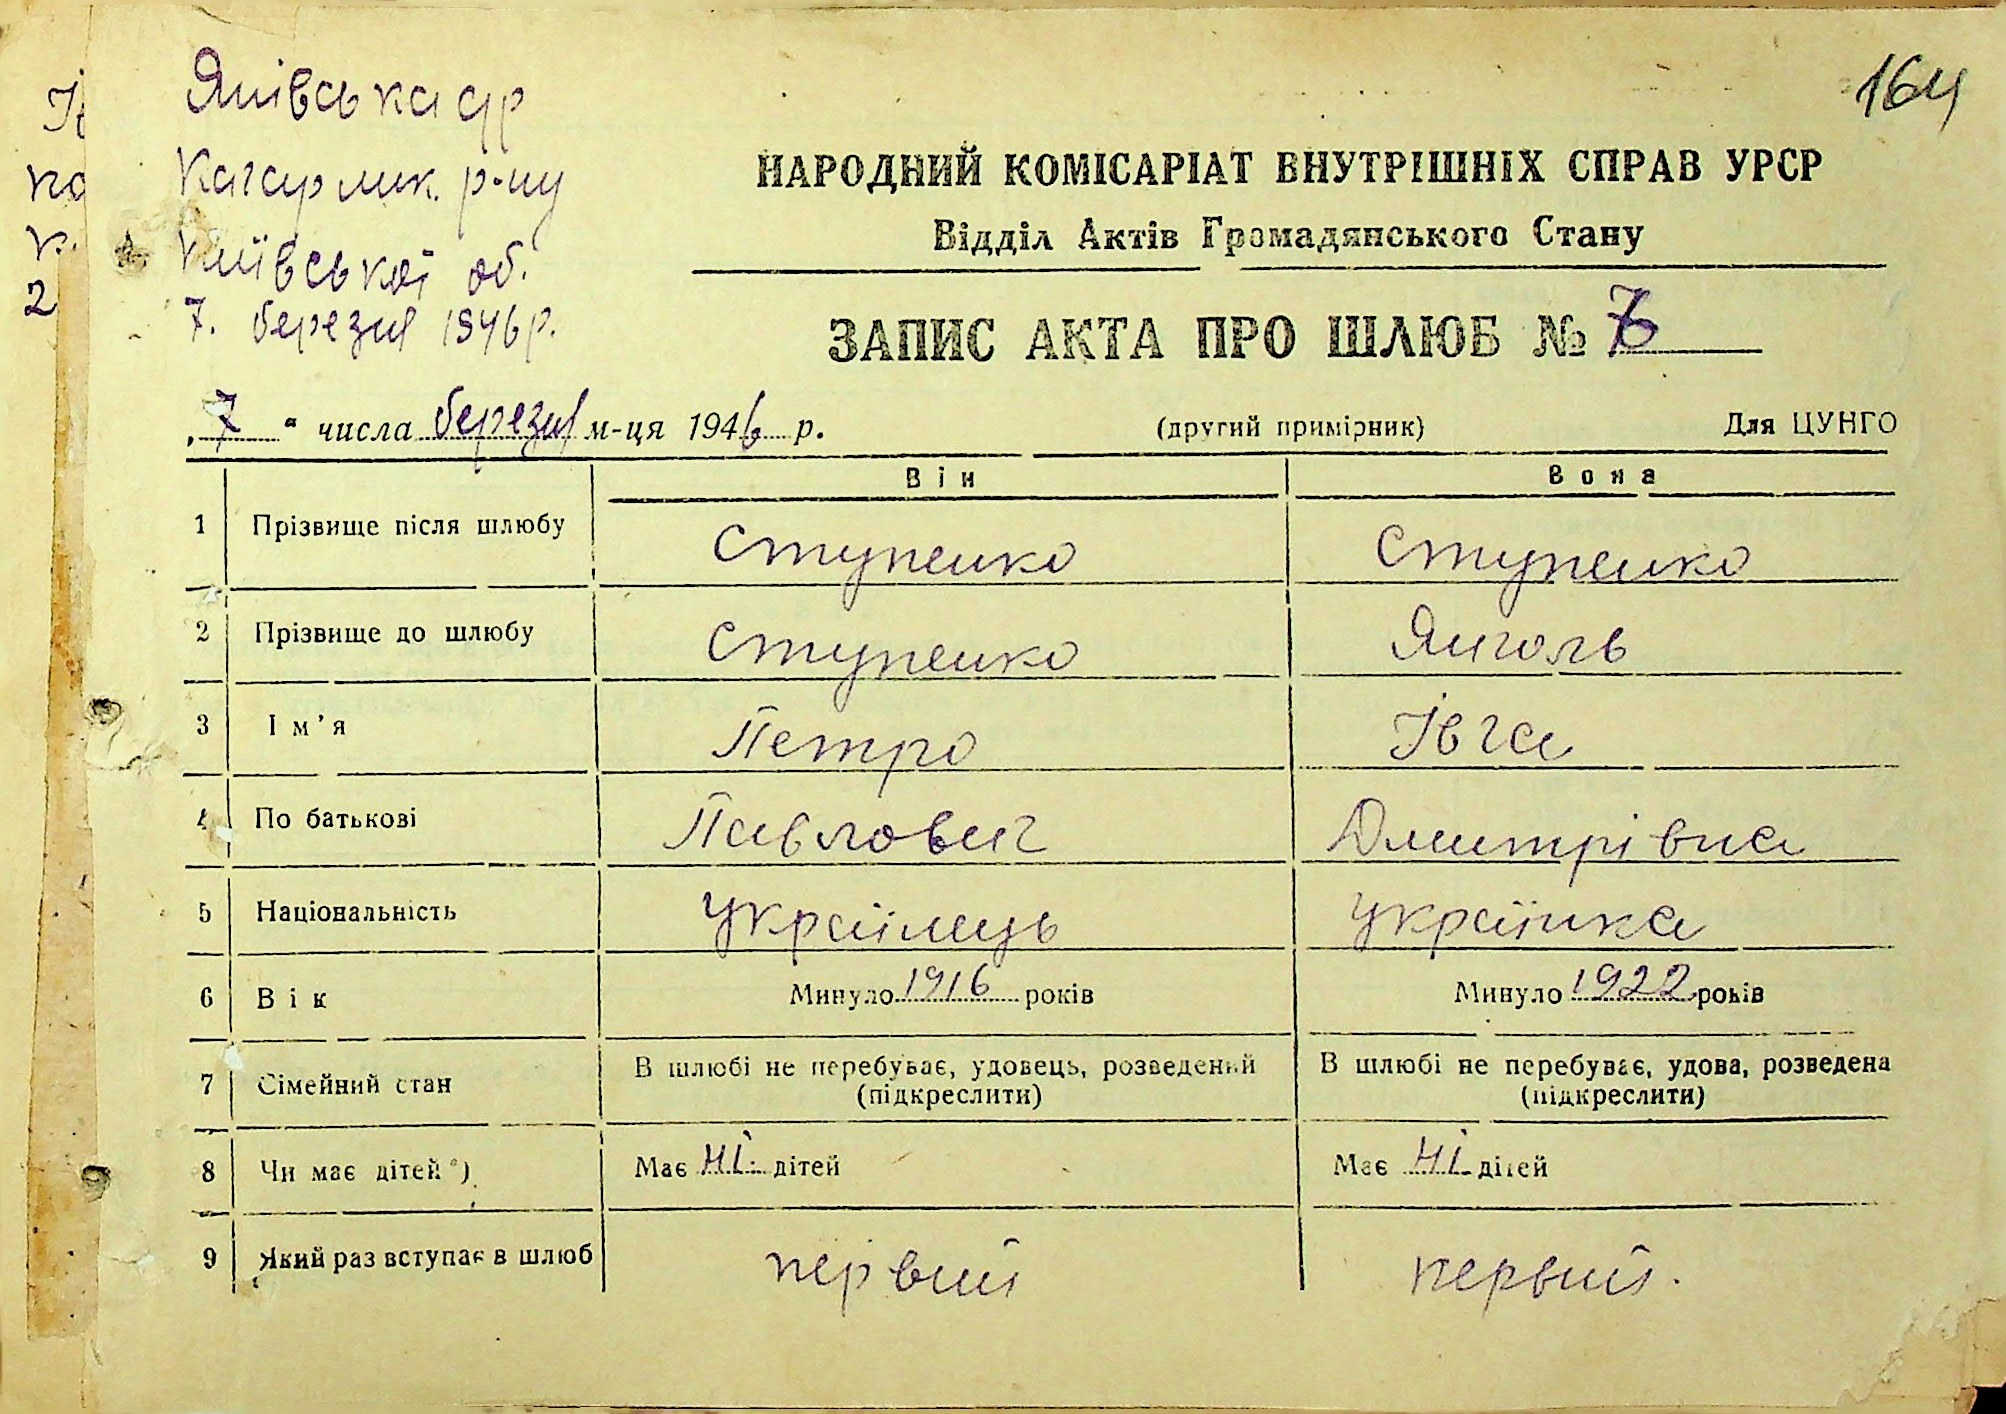 164
Янівська с/р
Кагарлик. р-ну
Київської об.
7. березня 1946 р.
НАРОДНИЙ КОМІСАРІАТ ВНУТРІШНІХ СПРАВ УРСР
Відділ Актів Громадянського Стану
ЗАПИС АКТА ПРО ШЛЮБ №
„7“ числа березня м-ця 1946 р. (другий примірник) Для ЦУНГО
Він Вона
1 Прізвище після шлюбу Ступенко Ступенко
2 Прізвище до шлюбу Ступенко Янголь
3 Ім’я Петро Івга
4 По батькові Павлович Дмитрівна
5 Національність Українець Українка
6 Вік Минуло 1916 років Минуло 1922 років
7 Сімейний стан В шлюбі не перебуває, удовець, розведений (підкреслити) В шлюбі не перебуває, удова, розведена (підкреслити)
8 Чи має дітей*) Має ні. дітей Має ні дітей
9 Який раз вступає в шлюб первий первий.